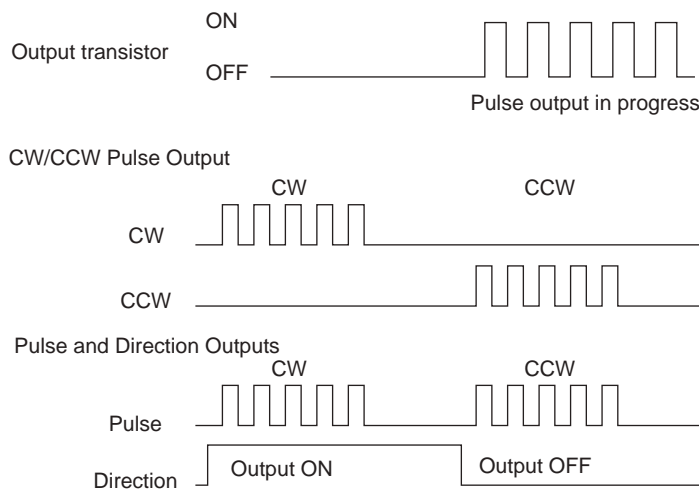 ON
Output transistor
OFF
Pulse output in progress
CW/CCW Pulse Output
CW CCW
CW
CCW
Pulse and Direction Outputs
CW CCW
Pulse
Direction Output ON Output OFF